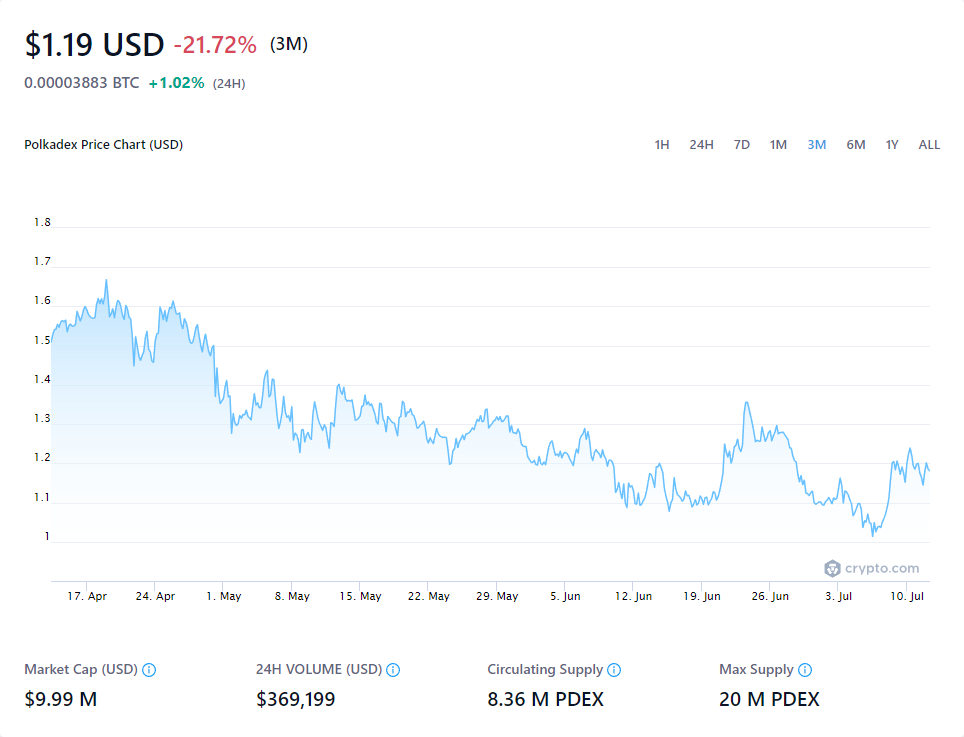 $1.19 USD -21.72% (3M)
0.00003883 BTC +1.02% (24H)
Polkadex Price Chart (USD)
1H 24H 7D 1M 3M 6M 1Y ALL
1.8
1.7
1.6
1.5
1.4
1.3
1.2
1.1
1
crypto.com
17. Apr 24. Apr 1. May 8. May 15. May 22. May 29. May 5. Jun 12. Jun 19. Jun 26. Jun 3. Jul 10. Jul
Market Cap (USD) 24H VOLUME (USD) Circulating Supply Max Supply
$9.99 M $369,199 8.36 M PDEX 20 M PDEX